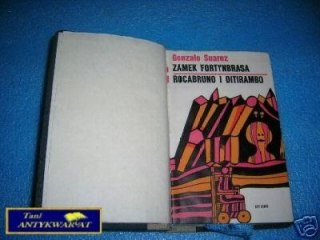 Gonzalo Suarez
ZAMEK FORTYNBRASA
ROCABRUNO I DITIRAMBO
Tani
ANTYKWARIAT